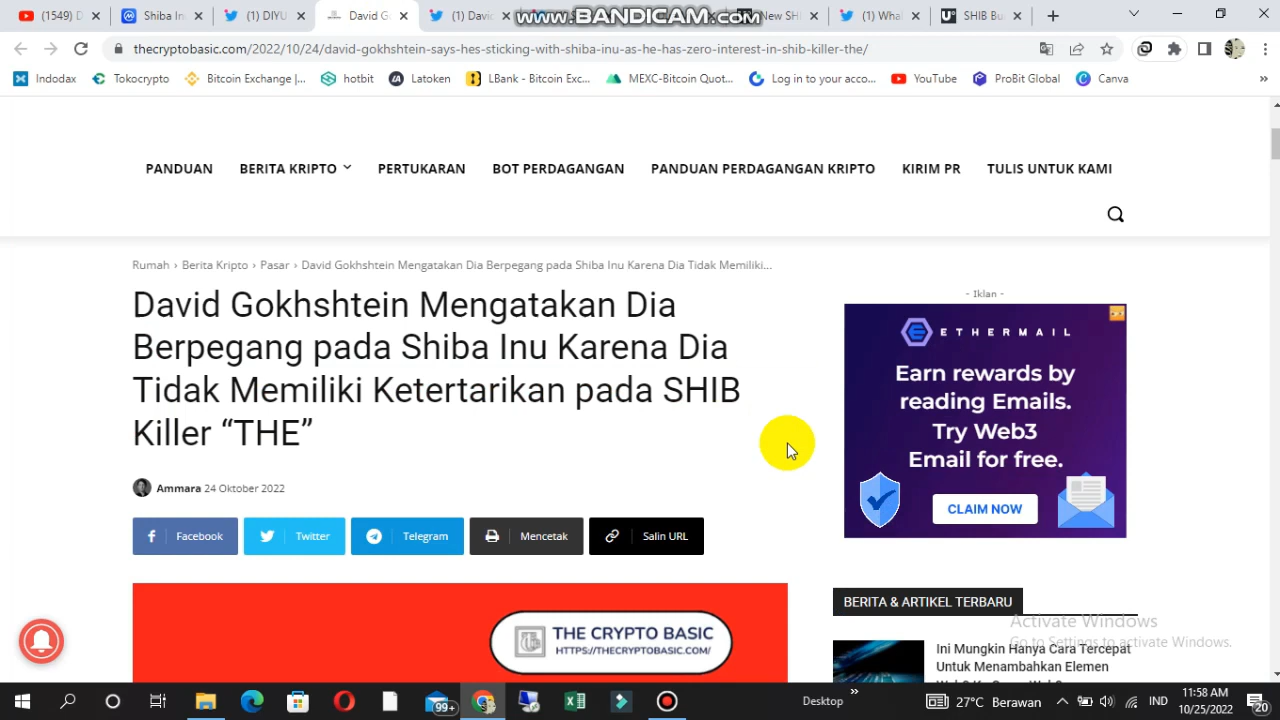 (1549) D
Shiba In
(1) DIYU
David G
(1) Davi
WWW.BANDICAM.COM
New SHI
(1) Wha
SHIB Bu
thecryptobasic.com/2022/10/24/david-gokhshtein-says-hes-sticking-with-shiba-inu-as-he-has-zero-interest-in-shib-killer-the/
Indodax
Tokocrypto
Bitcoin Exchange |...
hotbit
Latoken
LBank - Bitcoin Exc...
MEXC-Bitcoin Quot...
Log in to your acco...
YouTube
ProBit Global
Canva
PANDUAN
BERITA KRIPTO
PERTUKARAN
BOT PERDAGANGAN
PANDUAN PERDAGANGAN KRIPTO
KIRIM PR
TULIS UNTUK KAMI
Rumah › Berita Kripto › Pasar › David Gokhshtein Mengatakan Dia Berpegang pada Shiba Inu Karena Dia Tidak Memiliki...
David Gokhshtein Mengatakan Dia
Berpegang pada Shiba Inu Karena Dia
Tidak Memiliki Ketertarikan pada SHIB
Killer “THE”
Ammara 24 Oktober 2022
Facebook
Twitter
Telegram
Mencetak
Salin URL
THE CRYPTO BASIC
HTTPS://THECRYPTOBASIC.COM/
- Iklan -
ETHERMAIL
Earn rewards by
reading Emails.
Try Web3
Email for free.
CLAIM NOW
BERITA & ARTIKEL TERBARU
Ini Mungkin Hanya Cara Tercepat
Untuk Menambahkan Elemen
Activate Windows
Go to Settings to activate Windows.
99+
Desktop
27°C Berawan
IND
11:58 AM
10/25/2022
20